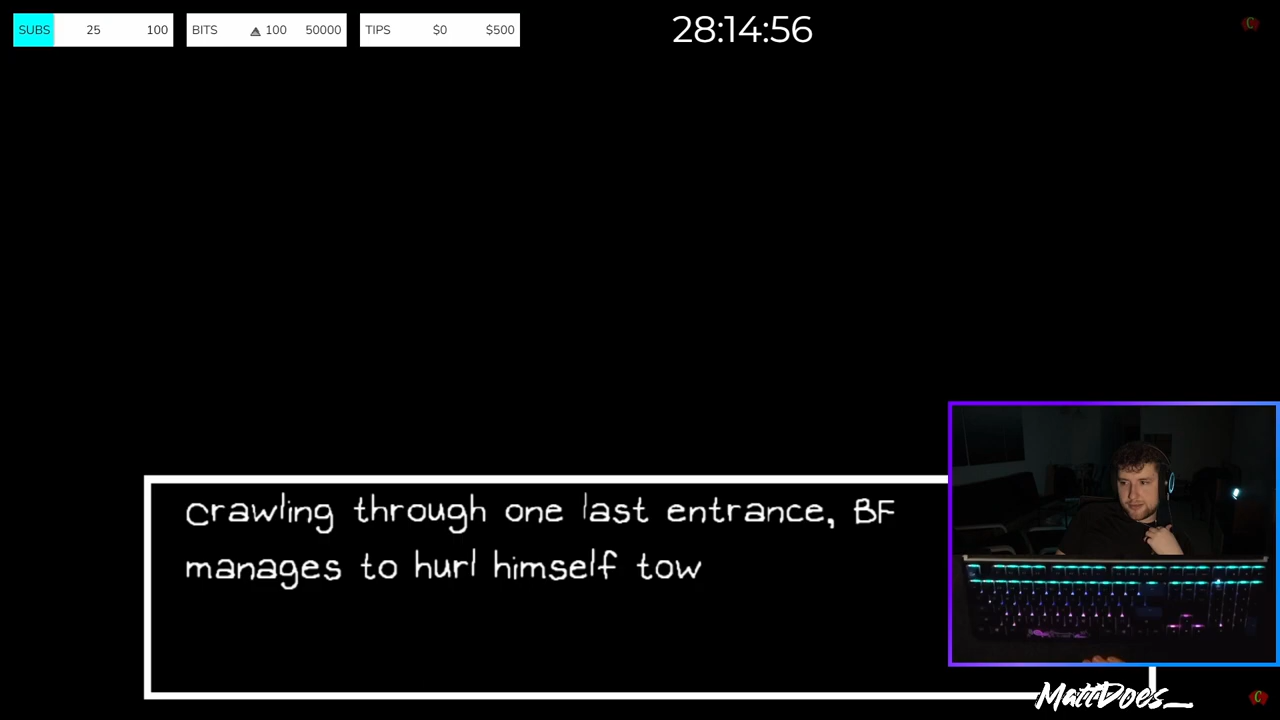 SUBS 25 100 BITS 100 50000 TIPS $0 $500 28:14:56
C
crawling through one last entrance, BF
manages to hurl himself tow
MattDoes_
C